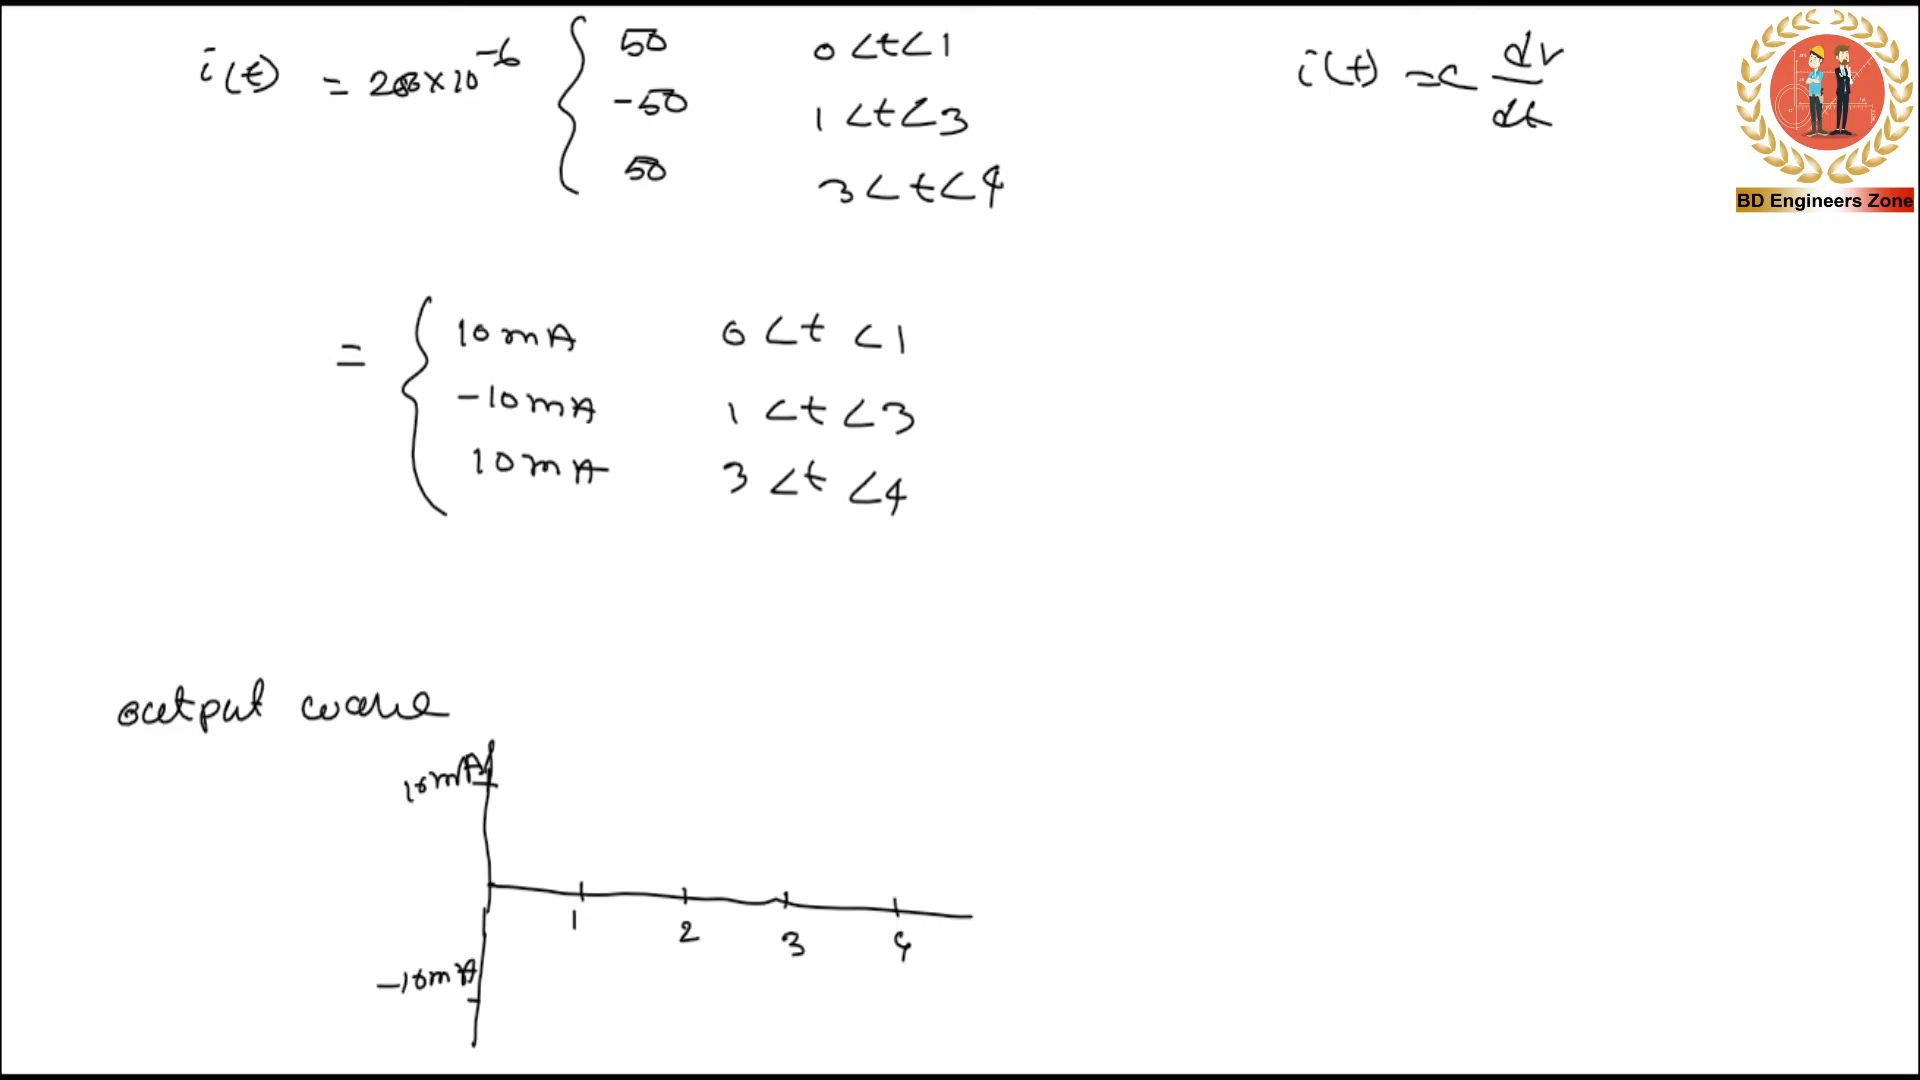 i(t) = 200×10⁻⁶ { 50 0<t<1
-50 1<t<3
50 3<t<4
i(t) = c dv/dt
BD Engineers Zone
= { 10mA 0<t<1
-10mA 1<t<3
10mA 3<t<4
output wave
10mA
1 2 3 4
-10mA